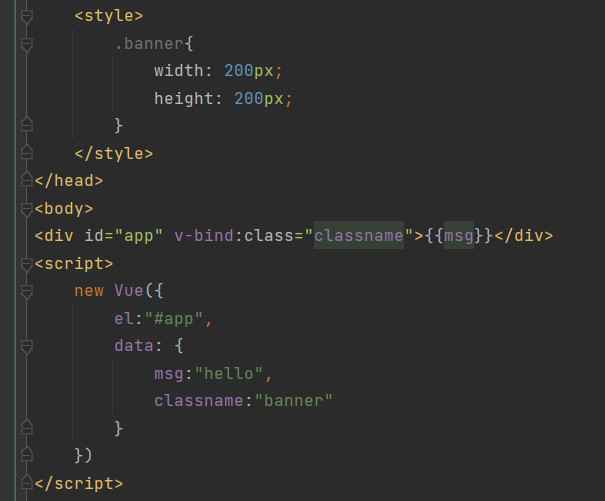 <style>
.banner{
width: 200px;
height: 200px;
}
</style>
</head>
<body>
<div id="app" v-bind:class="classname">{{msg}}</div>
<script>
new Vue({
el:"#app",
data: {
msg:"hello",
classname:"banner"
}
})
</script>